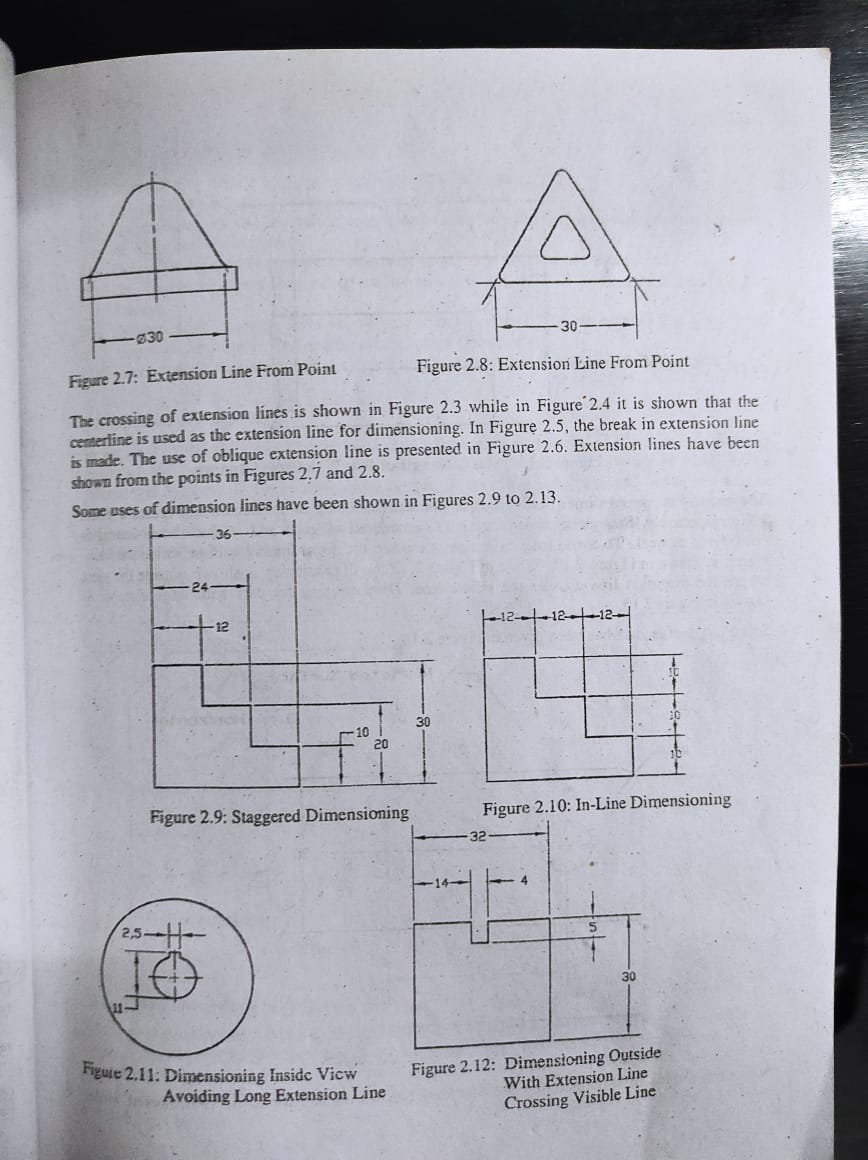 Ø30
30
Figure 2.7: Extension Line From Point
Figure 2.8: Extension Line From Point
The crossing of extension lines is shown in Figure 2.3 while in Figure 2.4 it is shown that the
centerline is used as the extension line for dimensioning. In Figure 2.5, the break in extension line
is made. The use of oblique extension line is presented in Figure 2.6. Extension lines have been
shown from the points in Figures 2.7 and 2.8.
Some uses of dimension lines have been shown in Figures 2.9 to 2.13.
36
24
12
10
20
30
12 12 12
10
10
10
Figure 2.9: Staggered Dimensioning
Figure 2.10: In-Line Dimensioning
2,5
11
32
14
4
5
30
Figure 2.11: Dimensioning Inside View
Avoiding Long Extension Line
Figure 2.12: Dimensioning Outside
With Extension Line
Crossing Visible Line